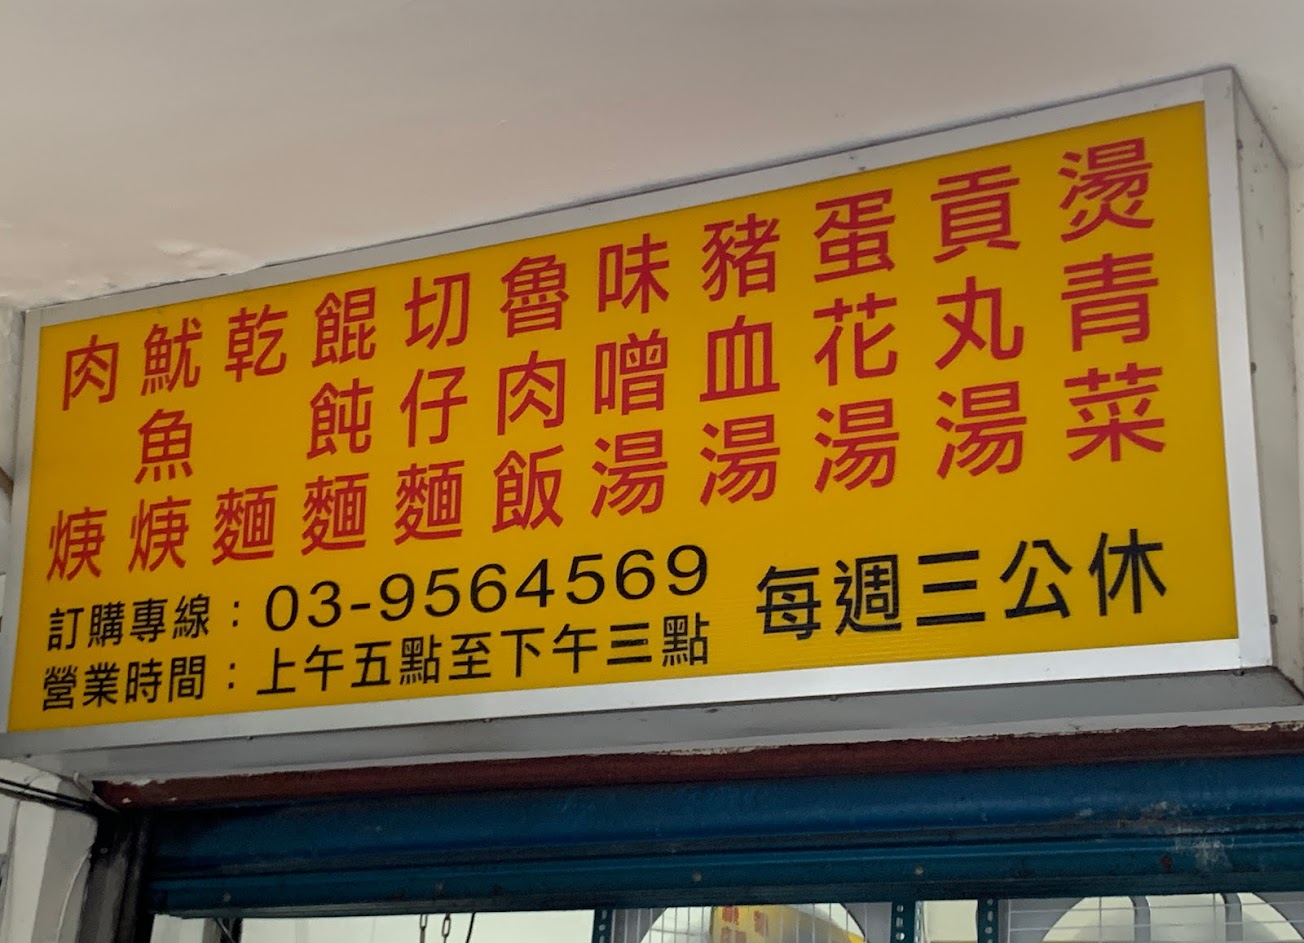 肉焿
魷魚焿
乾麵
餛飩麵
切仔麵
魯肉飯
味噌湯
豬血湯
蛋花湯
貢丸湯
燙青菜
訂購專線：03-9564569
營業時間：上午五點至下午三點
每週三公休